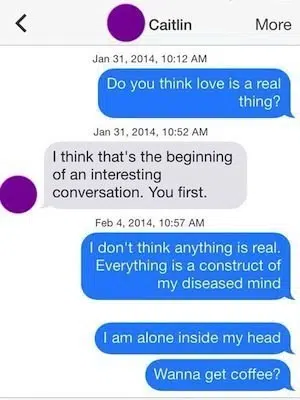 Caitlin
More
Jan 31, 2014, 10:12 AM
Do you think love is a real
thing?
Jan 31, 2014, 10:52 AM
I think that's the beginning
of an interesting
conversation. You first.
Feb 4, 2014, 10:57 AM
I don't think anything is real.
Everything is a construct of
my diseased mind
I am alone inside my head
Wanna get coffee?